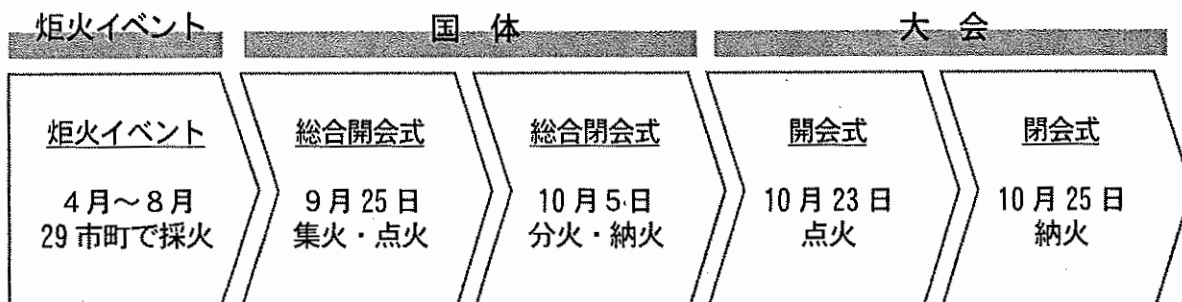 炬火イベント
国体
大会
炬火イベント
4月～8月
29市町で採火
総合開会式
9月25日
集火・点火
総合閉会式
10月5日
分火・納火
開会式
10月23日
点火
閉会式
10月25日
納火